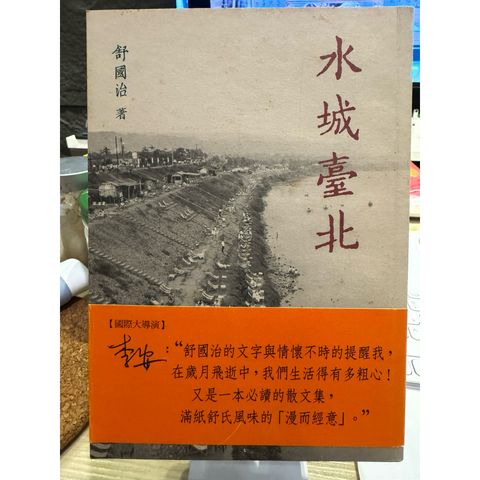 水城臺北
舒國治 著
【國際大導演】
李安：“舒國治的文字與情懷不時的提醒我，
在歲月飛逝中，我們生活得有多粗心！
又是一本必讀的散文集，
滿紙舒氏風味的「漫而經意」。”